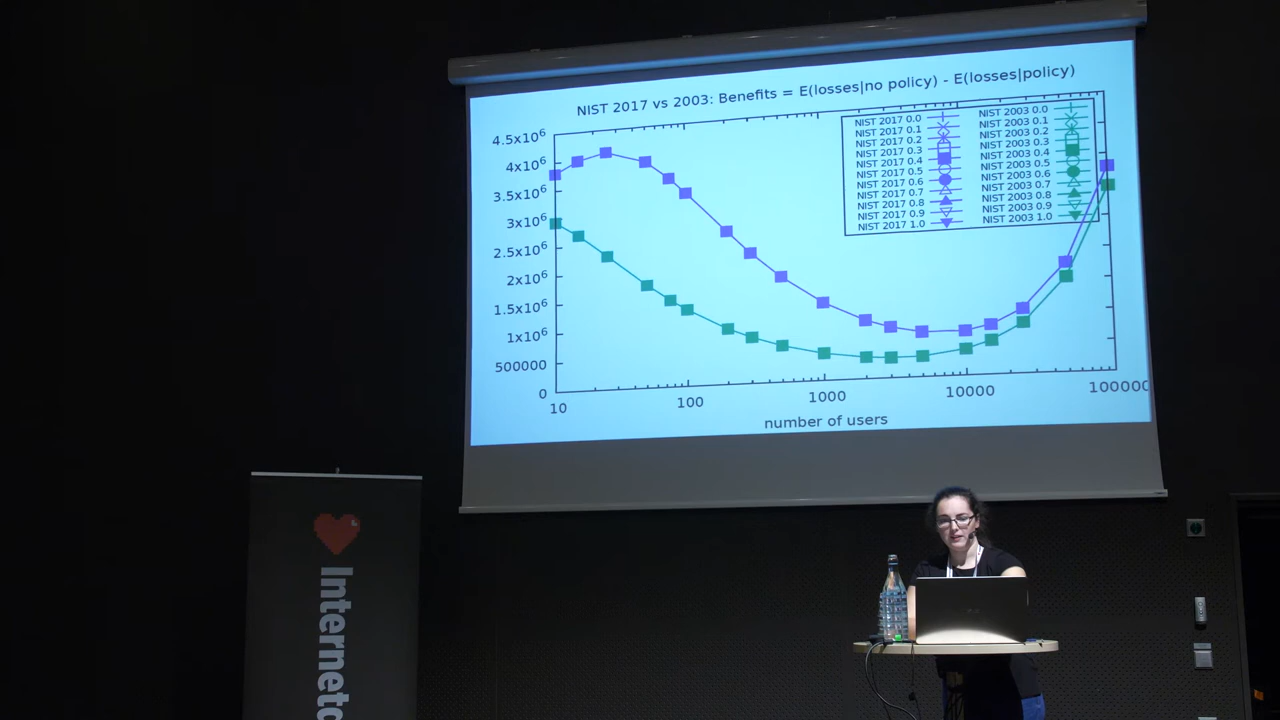 NIST 2017 vs 2003: Benefits = E(losses|no policy) - E(losses|policy)
4.5x10⁶
4x10⁶
3.5x10⁶
3x10⁶
2.5x10⁶
2x10⁶
1.5x10⁶
1x10⁶
500000
0
10
100
1000
10000
100000
number of users
NIST 2017 0.0
NIST 2017 0.1
NIST 2017 0.2
NIST 2017 0.3
NIST 2017 0.4
NIST 2017 0.5
NIST 2017 0.6
NIST 2017 0.7
NIST 2017 0.8
NIST 2017 0.9
NIST 2017 1.0
NIST 2003 0.0
NIST 2003 0.1
NIST 2003 0.2
NIST 2003 0.3
NIST 2003 0.4
NIST 2003 0.5
NIST 2003 0.6
NIST 2003 0.7
NIST 2003 0.8
NIST 2003 0.9
NIST 2003 1.0
Internetd